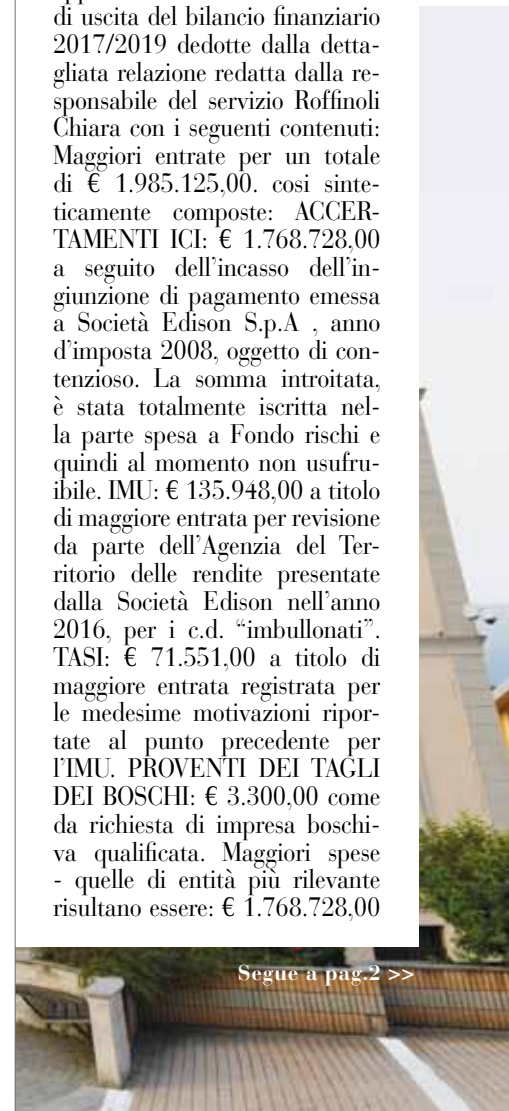 di uscita del bilancio finanziario
2017/2019 dedotte dalla detta-
gliata relazione redatta dalla re-
sponsabile del servizio Roffinoli
Chiara con i seguenti contenuti:
Maggiori entrate per un totale
di € 1.985.125,00. cosi sinte-
ticamente composte: ACCER-
TAMENTI ICI: € 1.768.728,00
a seguito dell’incasso dell’in-
giunzione di pagamento emessa
a Società Edison S.p.A , anno
d’imposta 2008, oggetto di con-
tenzioso. La somma introitata,
è stata totalmente iscritta nel-
la parte spesa a Fondo rischi e
quindi al momento non usufru-
ibile. IMU: € 135.948,00 a titolo
di maggiore entrata per revisione
da parte dell’Agenzia del Ter-
ritorio delle rendite presentate
dalla Società Edison nell’anno
2016, per i c.d. “imbullonati”.
TASI: € 71.551,00 a titolo di
maggiore entrata registrata per
le medesime motivazioni ripor-
tate al punto precedente per
l’IMU. PROVENTI DEI TAGLI
DEI BOSCHI: € 3.300,00 come
da richiesta di impresa boschi-
va qualificata. Maggiori spese
- quelle di entità più rilevante
risultano essere: € 1.768.728,00
Segue a pag.2 >>